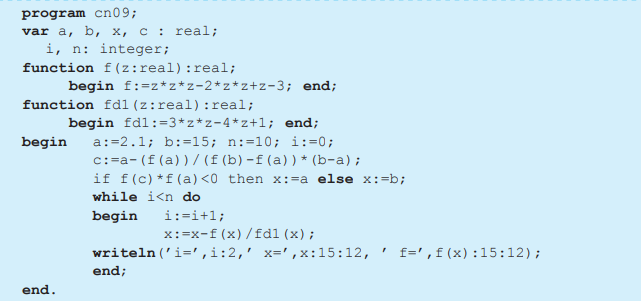 program cn09;
var a, b, x, c : real;
i, n: integer;
function f(z:real):real;
begin f:=z*z*z-2*z*z+z-3; end;
function fd1(z:real):real;
begin fd1:=3*z*z-4*z+1; end;
begin a:=2.1; b:=15; n:=10; i:=0;
c:=a-(f(a))/(f(b)-f(a))*(b-a);
if f(c)*f(a)<0 then x:=a else x:=b;
while i<n do
begin i:=i+1;
x:=x-f(x)/fd1(x);
writeln(’i=’,i:2,’ x=’,x:15:12, ’ f=’,f(x):15:12);
end;
end.